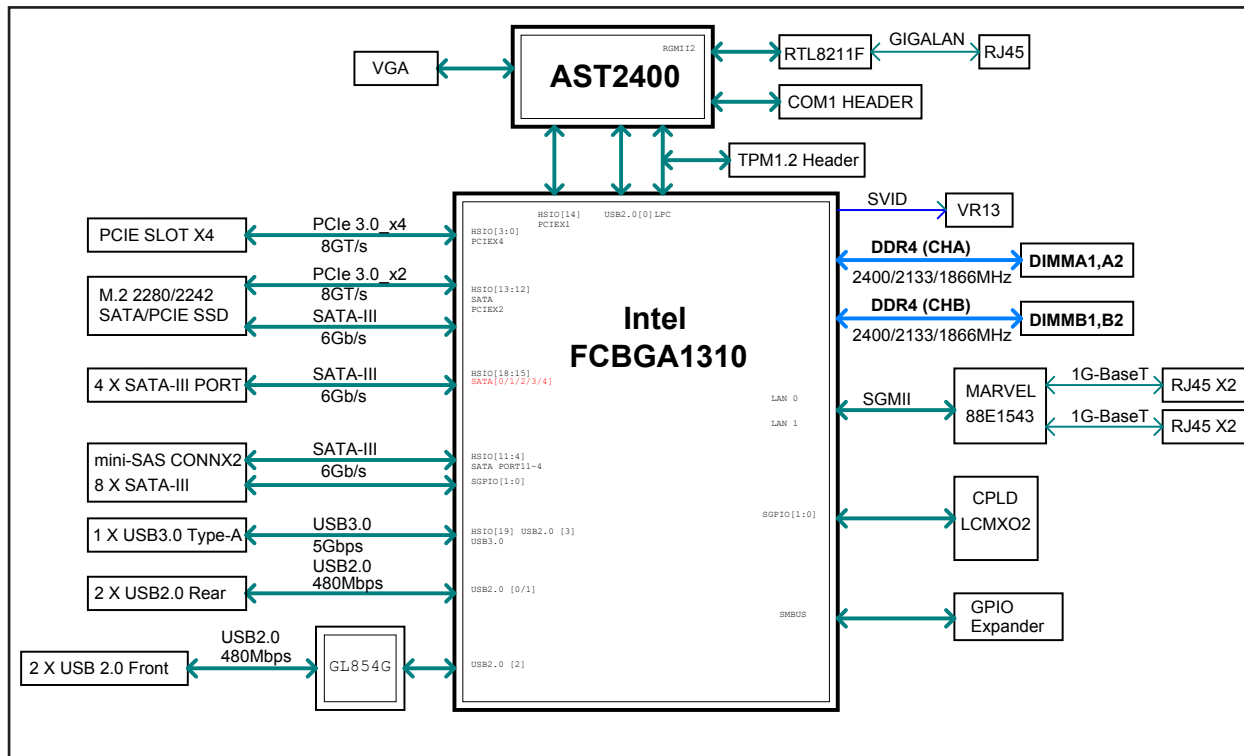 RGMII2
AST2400
VGA
RTL8211F
GIGALAN
RJ45
COM1 HEADER
TPM1.2 Header
HSIO[14]
PCIEX1
USB2.0[0]
LPC
SVID
VR13
PCIE SLOT X4
PCIe 3.0_x4
8GT/s
HSIO[3:0]
PCIEX4
DDR4 (CHA)
2400/2133/1866MHz
DIMMA1,A2
M.2 2280/2242
SATA/PCIE SSD
PCIe 3.0_x2
8GT/s
SATA-III
6Gb/s
HSIO[13:12]
SATA
PCIEX2
DDR4 (CHB)
2400/2133/1866MHz
DIMMB1,B2
Intel
FCBGA1310
4 X SATA-III PORT
SATA-III
6Gb/s
HSIO[18:15]
SATA[0/1/2/3/4]
LAN 0
LAN 1
SGMII
MARVEL
88E1543
1G-BaseT
RJ45 X2
1G-BaseT
RJ45 X2
mini-SAS CONNX2
8 X SATA-III
SATA-III
6Gb/s
HSIO[11:4]
SATA PORT11-4
SGPIO[1:0]
SGPIO[1:0]
CPLD
LCMXO2
1 X USB3.0 Type-A
USB3.0
5Gbps
HSIO[19] USB2.0 [3]
USB3.0
2 X USB2.0 Rear
USB2.0
480Mbps
USB2.0 [0/1]
SMBUS
GPIO
Expander
2 X USB 2.0 Front
USB2.0
480Mbps
GL854G
USB2.0 [2]